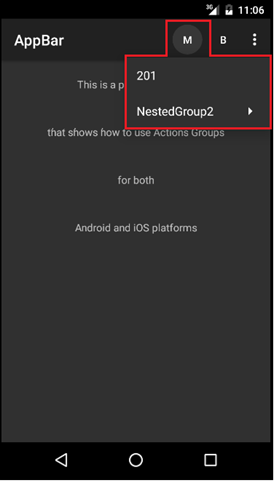 3G 11:06
AppBar M B
201
This is a p
NestedGroup2
that shows how to use Actions Groups
for both
Android and iOS platforms